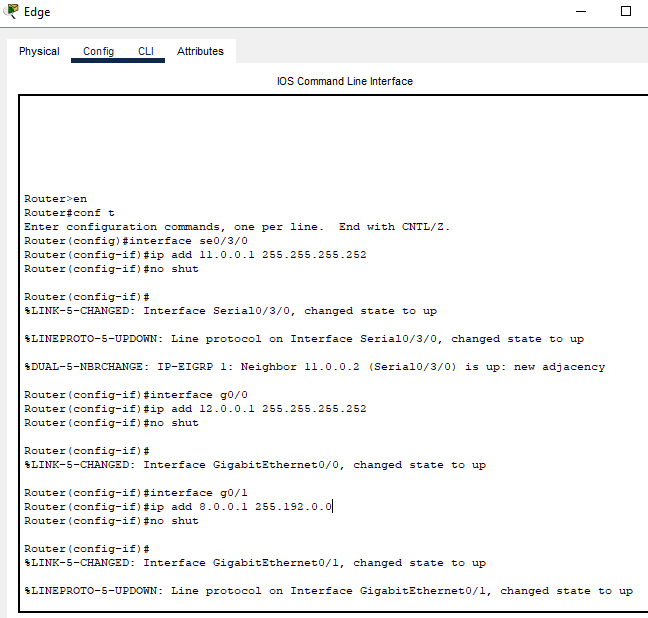 Edge
Physical Config CLI Attributes
IOS Command Line Interface
Router>en
Router#conf t
Enter configuration commands, one per line.  End with CNTL/Z.
Router(config)#interface se0/3/0
Router(config-if)#ip add 11.0.0.1 255.255.255.252
Router(config-if)#no shut
Router(config-if)#
%LINK-5-CHANGED: Interface Serial0/3/0, changed state to up
%LINEPROTO-5-UPDOWN: Line protocol on Interface Serial0/3/0, changed state to up
%DUAL-5-NBRCHANGE: IP-EIGRP 1: Neighbor 11.0.0.2 (Serial0/3/0) is up: new adjacency
Router(config-if)#interface g0/0
Router(config-if)#ip add 12.0.0.1 255.255.255.252
Router(config-if)#no shut
Router(config-if)#
%LINK-5-CHANGED: Interface GigabitEthernet0/0, changed state to up
Router(config-if)#interface g0/1
Router(config-if)#ip add 8.0.0.1 255.192.0.0
Router(config-if)#no shut
Router(config-if)#
%LINK-5-CHANGED: Interface GigabitEthernet0/1, changed state to up
%LINEPROTO-5-UPDOWN: Line protocol on Interface GigabitEthernet0/1, changed state to up